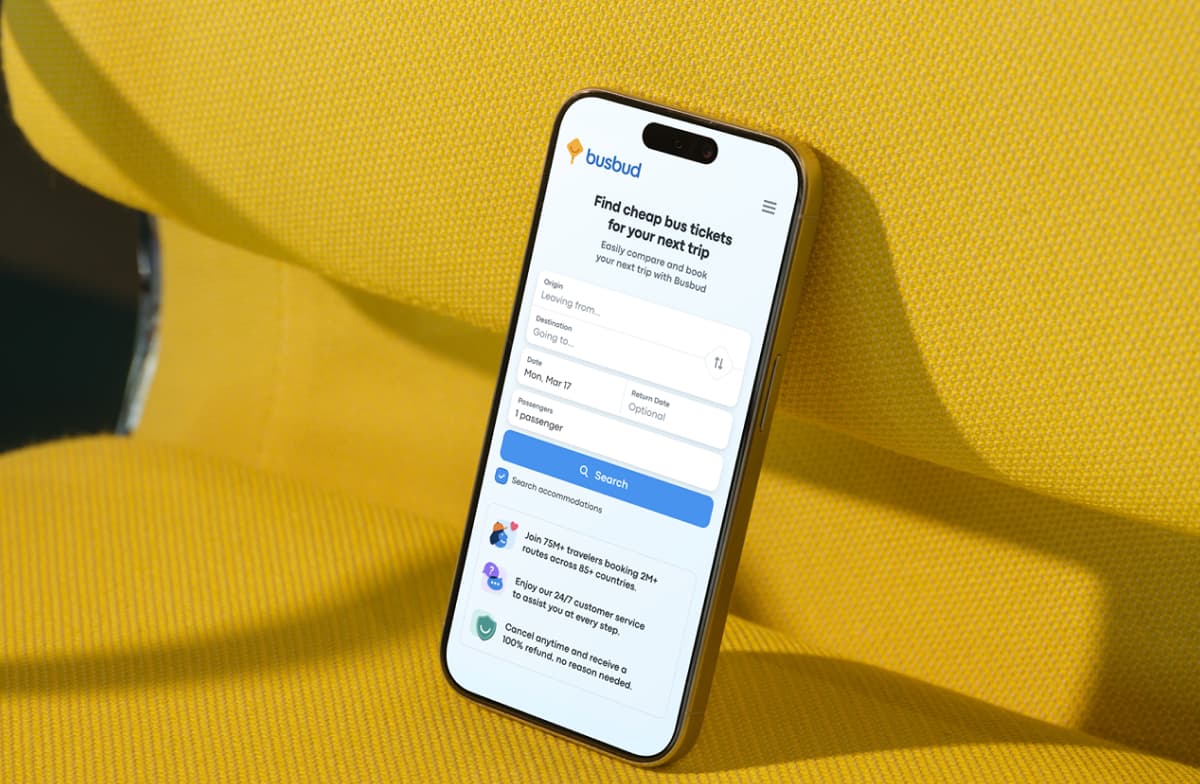 busbud
Find cheap bus tickets
for your next trip
Easily compare and book
your next trip with Busbud
Origin
Leaving from...
Destination
Going to...
Date
Mon, Mar 17
Return Date
Optional
Passengers
1 passenger
Search
Search accommodations
Join 75M+ travelers booking 2M+
routes across 85+ countries.
?
Enjoy our 24/7 customer service
to assist you at every step.
Cancel anytime and receive a
100% refund, no reason needed.